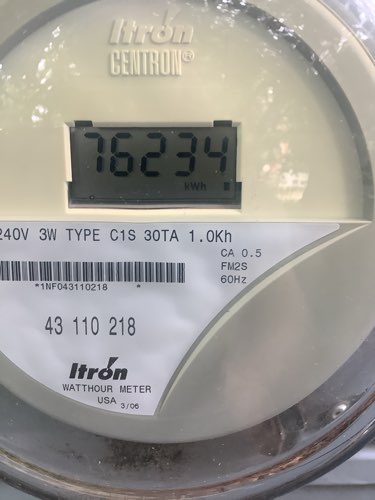 Itron
CENTRON®
76234
kWh
240V 3W TYPE C1S 30TA 1.0Kh
CA 0.5
FM2S
60Hz
*1NF043110218 *
43 110 218
Itron
WATTHOUR METER
USA 3/06